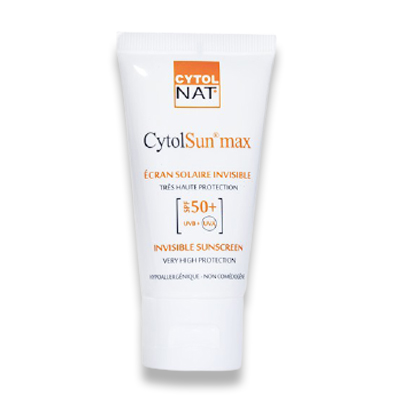 CYTOL
NAT®
CytolSun® max
ÉCRAN SOLAIRE INVISIBLE
TRÈS HAUTE PROTECTION
SPF 50+
UVB + UVA
INVISIBLE SUNSCREEN
VERY HIGH PROTECTION
HYPOALLERGÉNIQUE - NON COMÉDOGÈNE